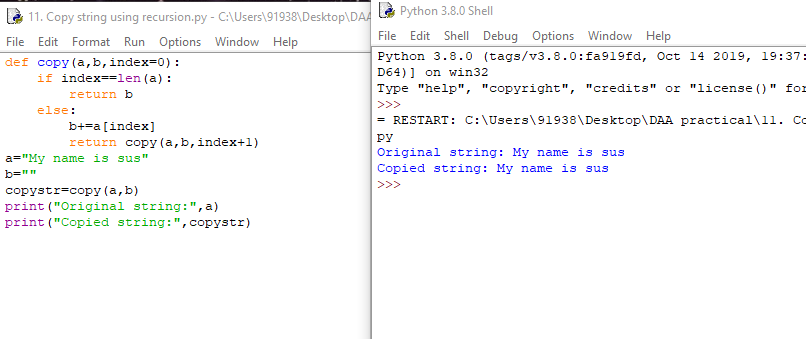 11. Copy string using recursion.py - C:\Users\91938\Desktop\DAA
File Edit Format Run Options Window Help
def copy(a,b,index=0):
    if index==len(a):
        return b
    else:
        b+=a[index]
        return copy(a,b,index+1)
a="My name is sus"
b=""
copystr=copy(a,b)
print("Original string:",a)
print("Copied string:",copystr)
Python 3.8.0 Shell
File Edit Shell Debug Options Window Help
Python 3.8.0 (tags/v3.8.0:fa919fd, Oct 14 2019, 19:37:
D64)] on win32
Type "help", "copyright", "credits" or "license()" for
>>>
= RESTART: C:\Users\91938\Desktop\DAA practical\11. Co
py
Original string: My name is sus
Copied string: My name is sus
>>>